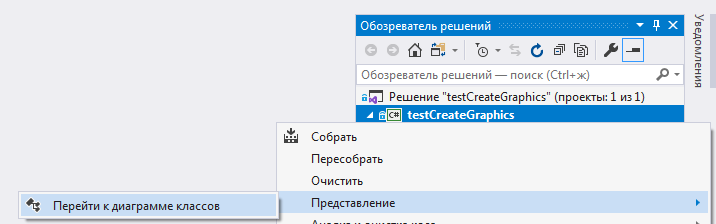 Обозреватель решений
Обозреватель решений — поиск (Ctrl+ж)
Решение "testCreateGraphics" (проекты: 1 из 1)
C# testCreateGraphics
Собрать
Пересобрать
Очистить
Представление
Перейти к диаграмме классов
Уведомления